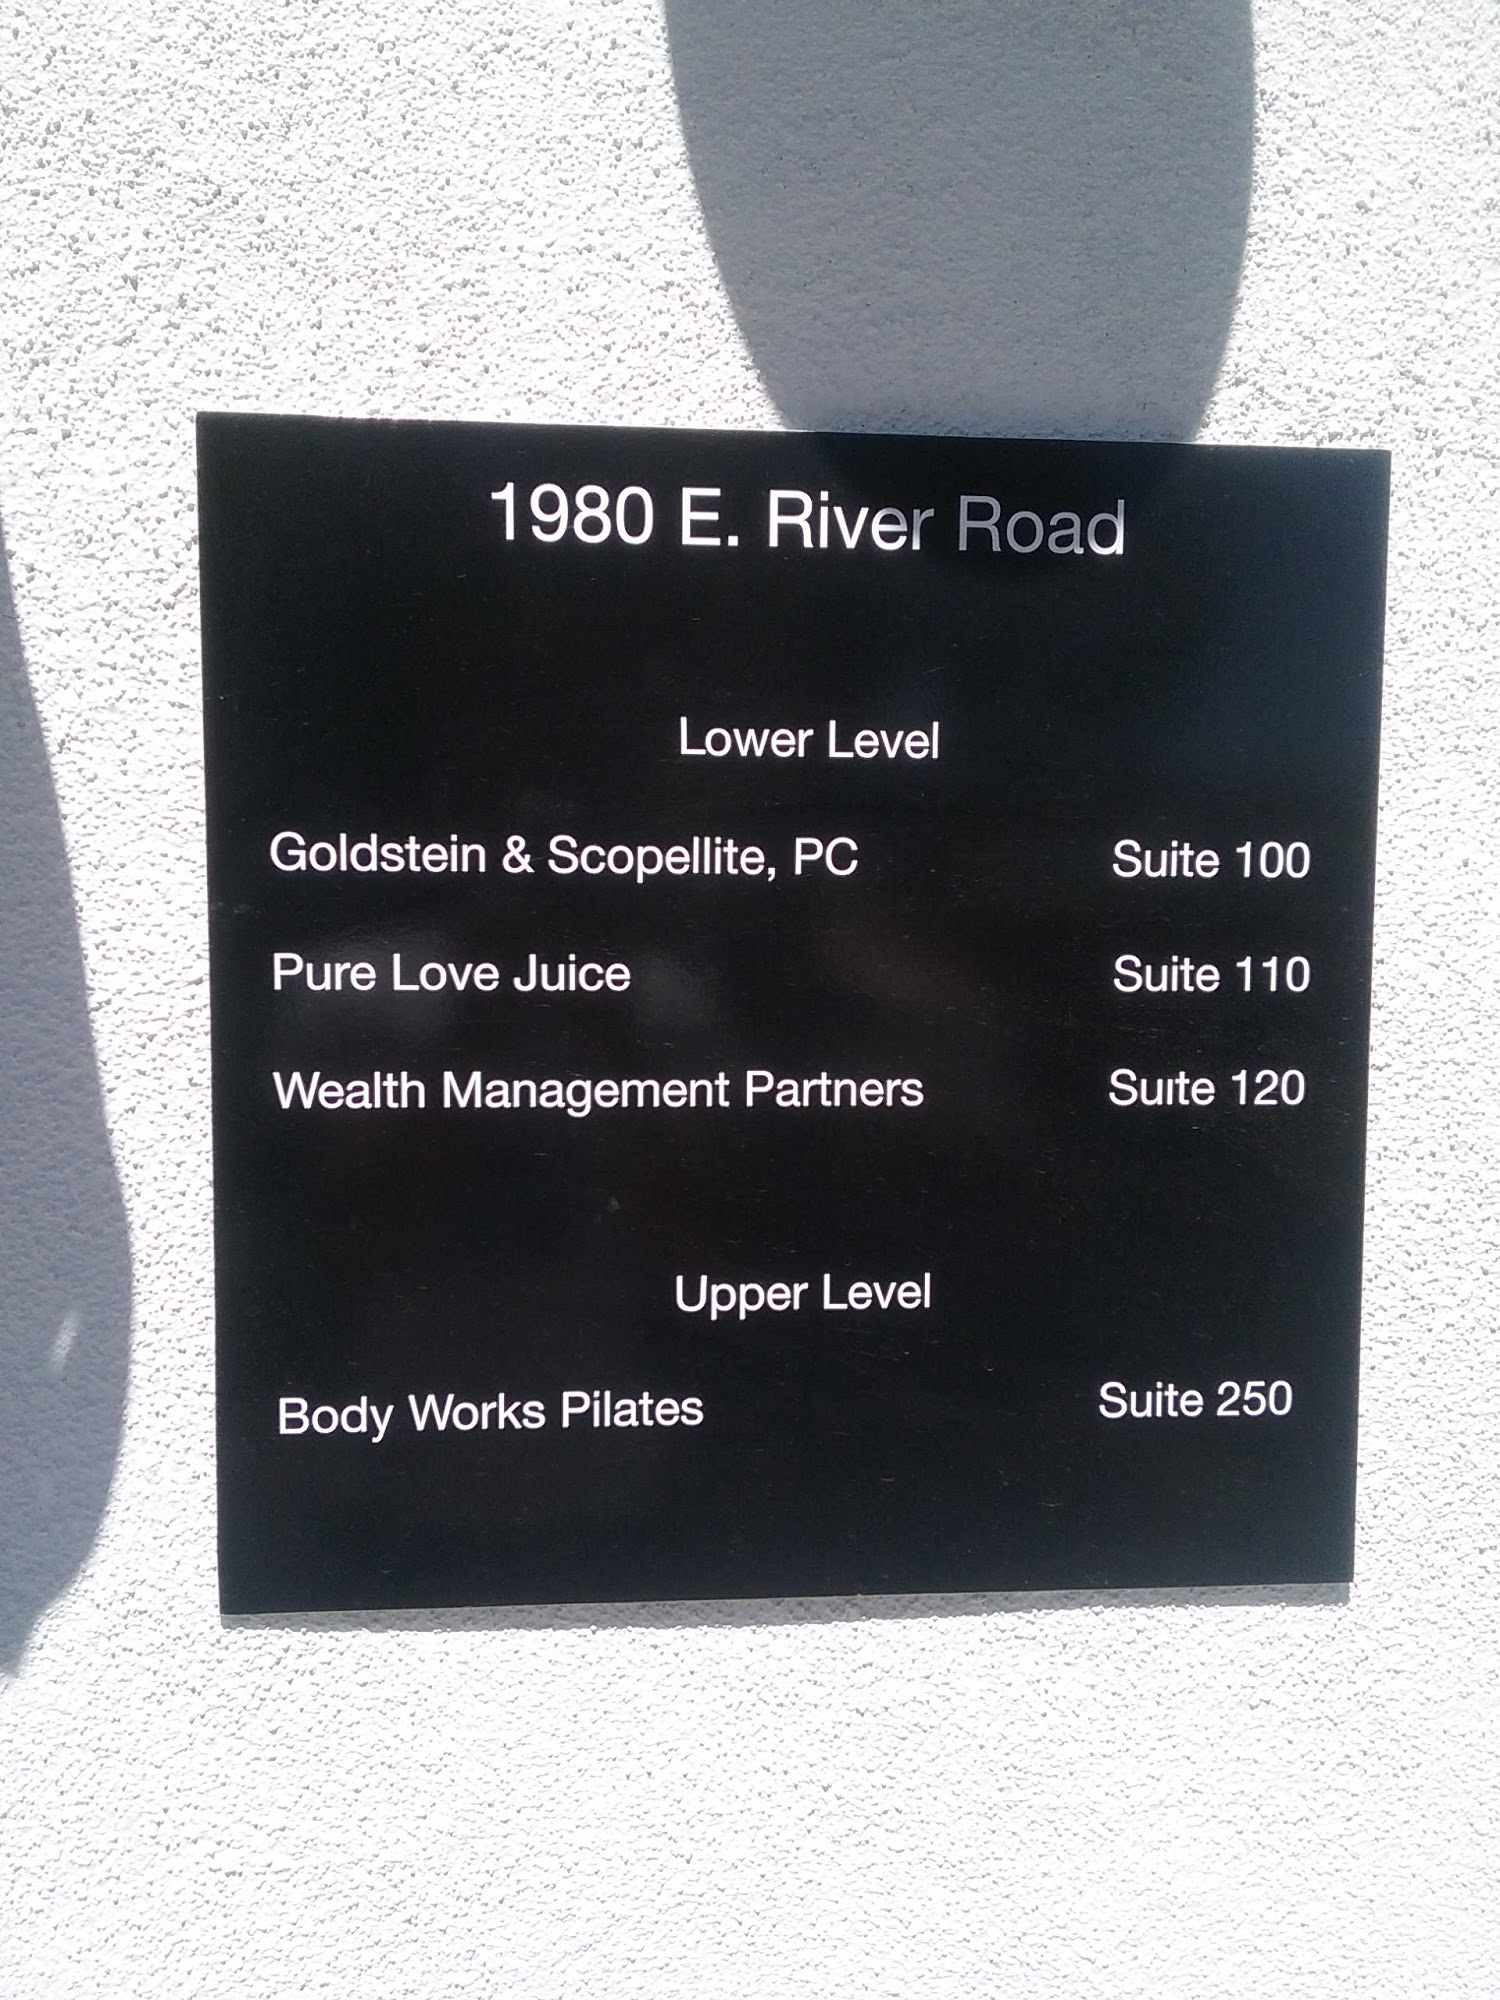 1980 E. River Road
Lower Level
Goldstein & Scopellite, PC Suite 100
Pure Love Juice Suite 110
Wealth Management Partners Suite 120
Upper Level
Body Works Pilates Suite 250